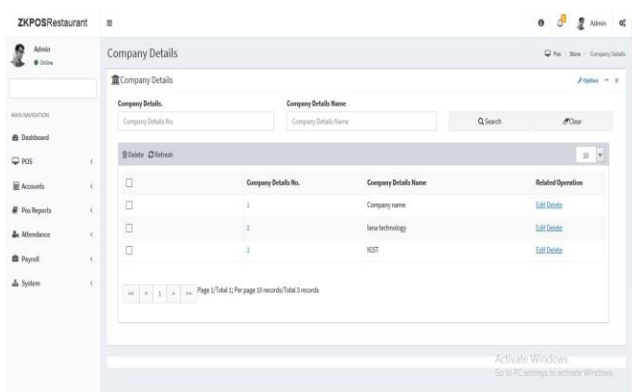 ZKPOSRestaurant
Admin
Admin
Online
Company Details
Pos
Store
Company Details
MAIN NAVIGATION
Dashboard
POS
Accounts
Pos Reports
Attendance
Payroll
System
Company Details
Option
Company Details.
Company Details Name
Company Details No.
Company Details Name
Search
Clear
Delete Refresh
10
Company Details No. Company Details Name Related Operation
1 Company name Edit Delete
2 lana technology Edit Delete
3 IGST Edit Delete
<< < 1 > >> Page 1/Total 1; Per page 10 records/Total 3 records
Activate Windows
Go to PC settings to activate Windows.